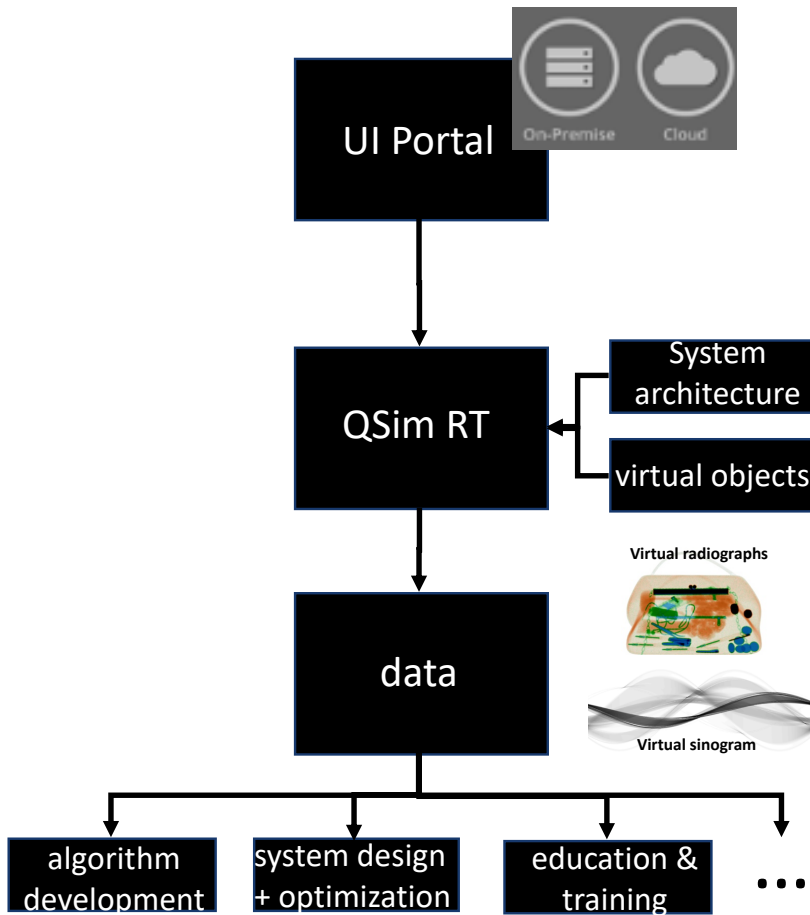 UI Portal
On-Premise
Cloud
QSim RT
System
architecture
virtual objects
data
Virtual radiographs
Virtual sinogram
algorithm
development
system design
+ optimization
education &
training
...